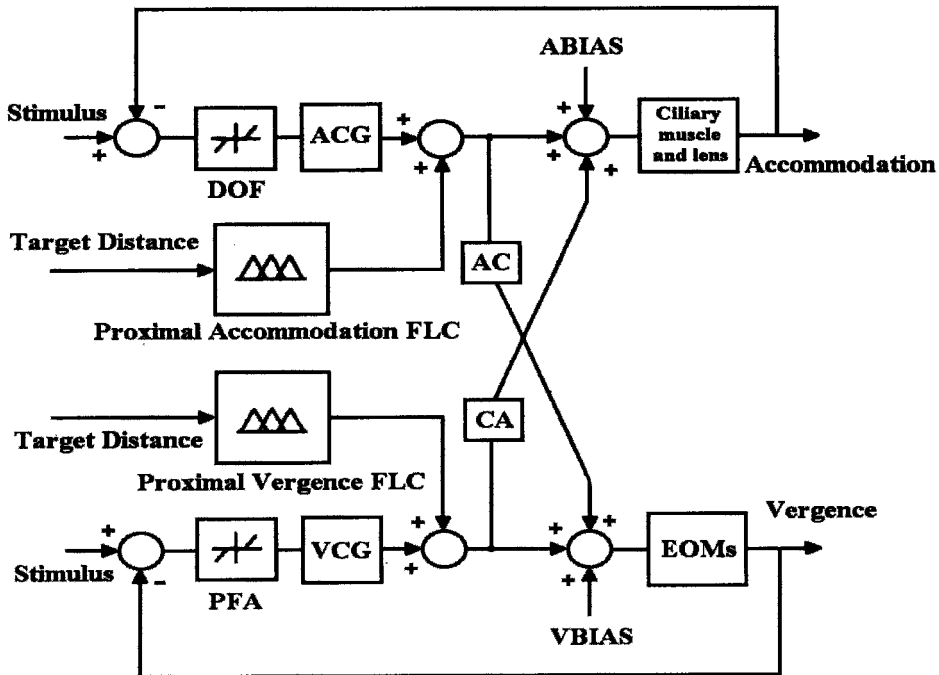 ABIAS
Stimulus
-
+
DOF
ACG
+
+
+
+
+
Ciliary
muscle
and lens
Accommodation
Target Distance
Proximal Accommodation FLC
AC
CA
Target Distance
Proximal Vergence FLC
+
Stimulus
-
PFA
VCG
+
+
+
+
+
EOMs
Vergence
VBIAS